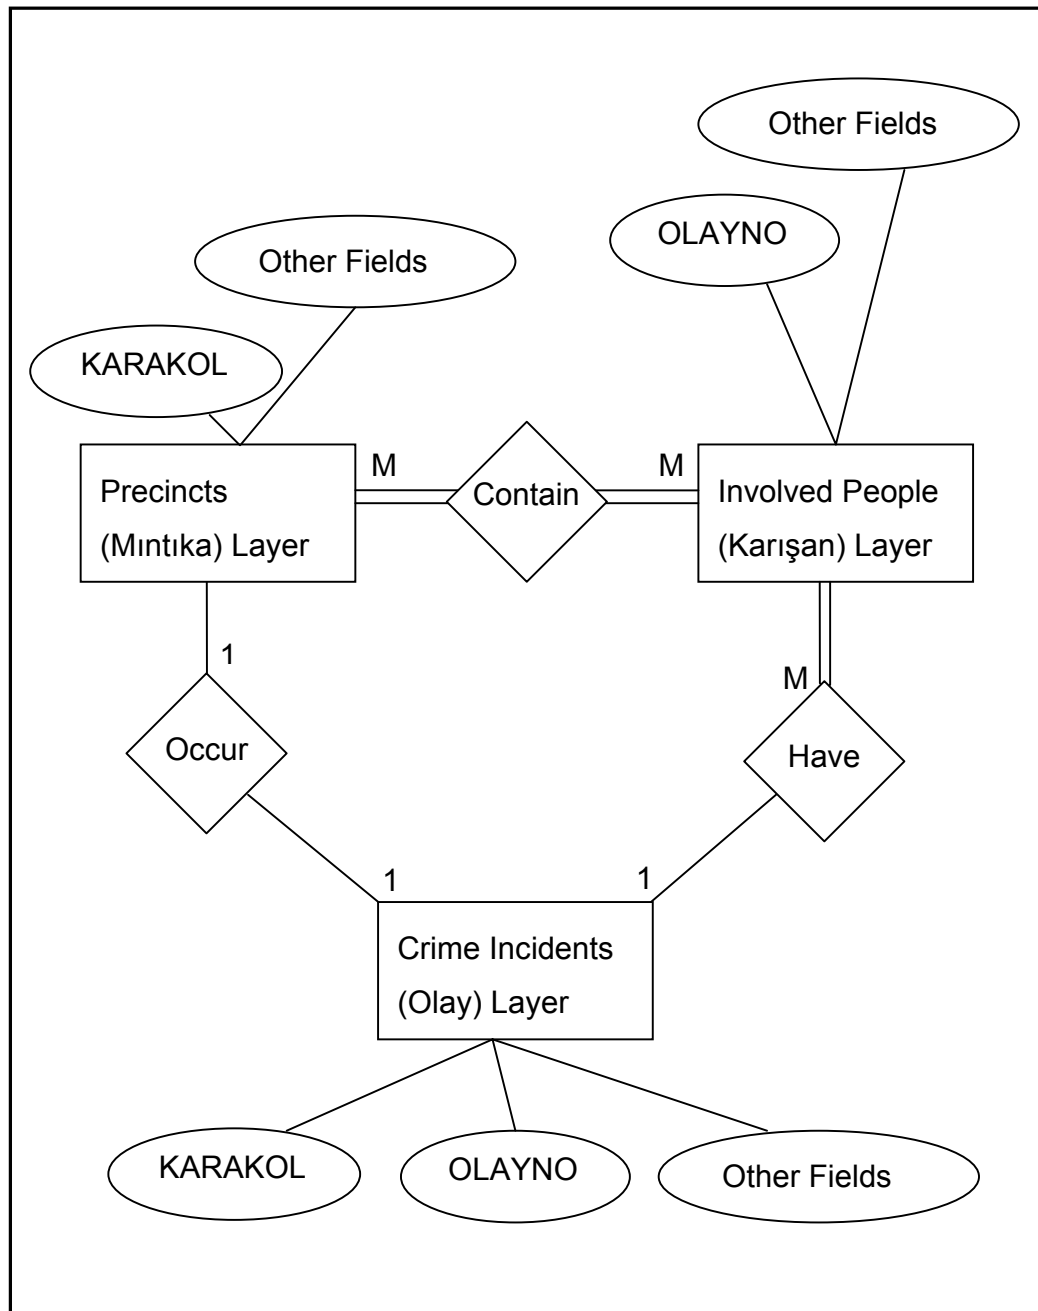 Other Fields
OLAYNO
Other Fields
KARAKOL
M
M
Precincts
(Mıntıka) Layer
Contain
Involved People
(Karışan) Layer
1
M
Occur
Have
1
1
Crime Incidents
(Olay) Layer
KARAKOL
OLAYNO
Other Fields